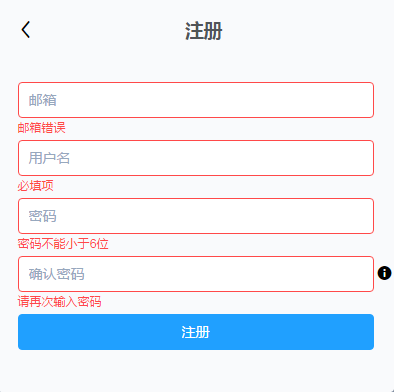 注册
邮箱
邮箱错误
用户名
必填项
密码
密码不能小于6位
确认密码
请再次输入密码
注册